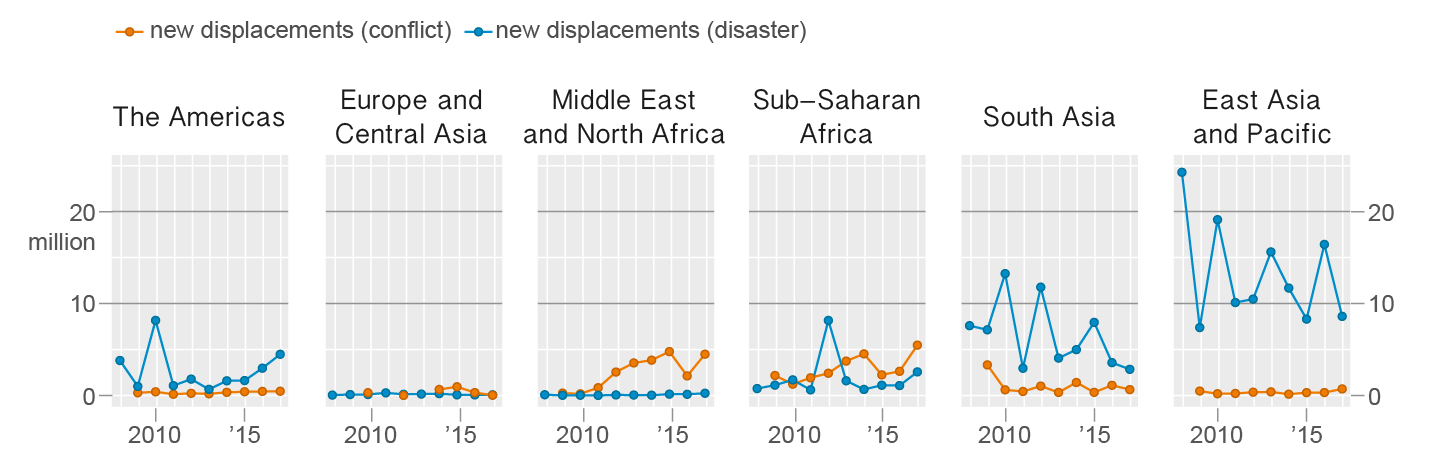 new displacements (conflict) new displacements (disaster)
The Americas
Europe and
Central Asia
Middle East
and North Africa
Sub–Saharan
Africa
South Asia
East Asia
and Pacific
20
million
10
0
20
10
0
2010 ’15
2010 ’15
2010 ’15
2010 ’15
2010 ’15
2010 ’15